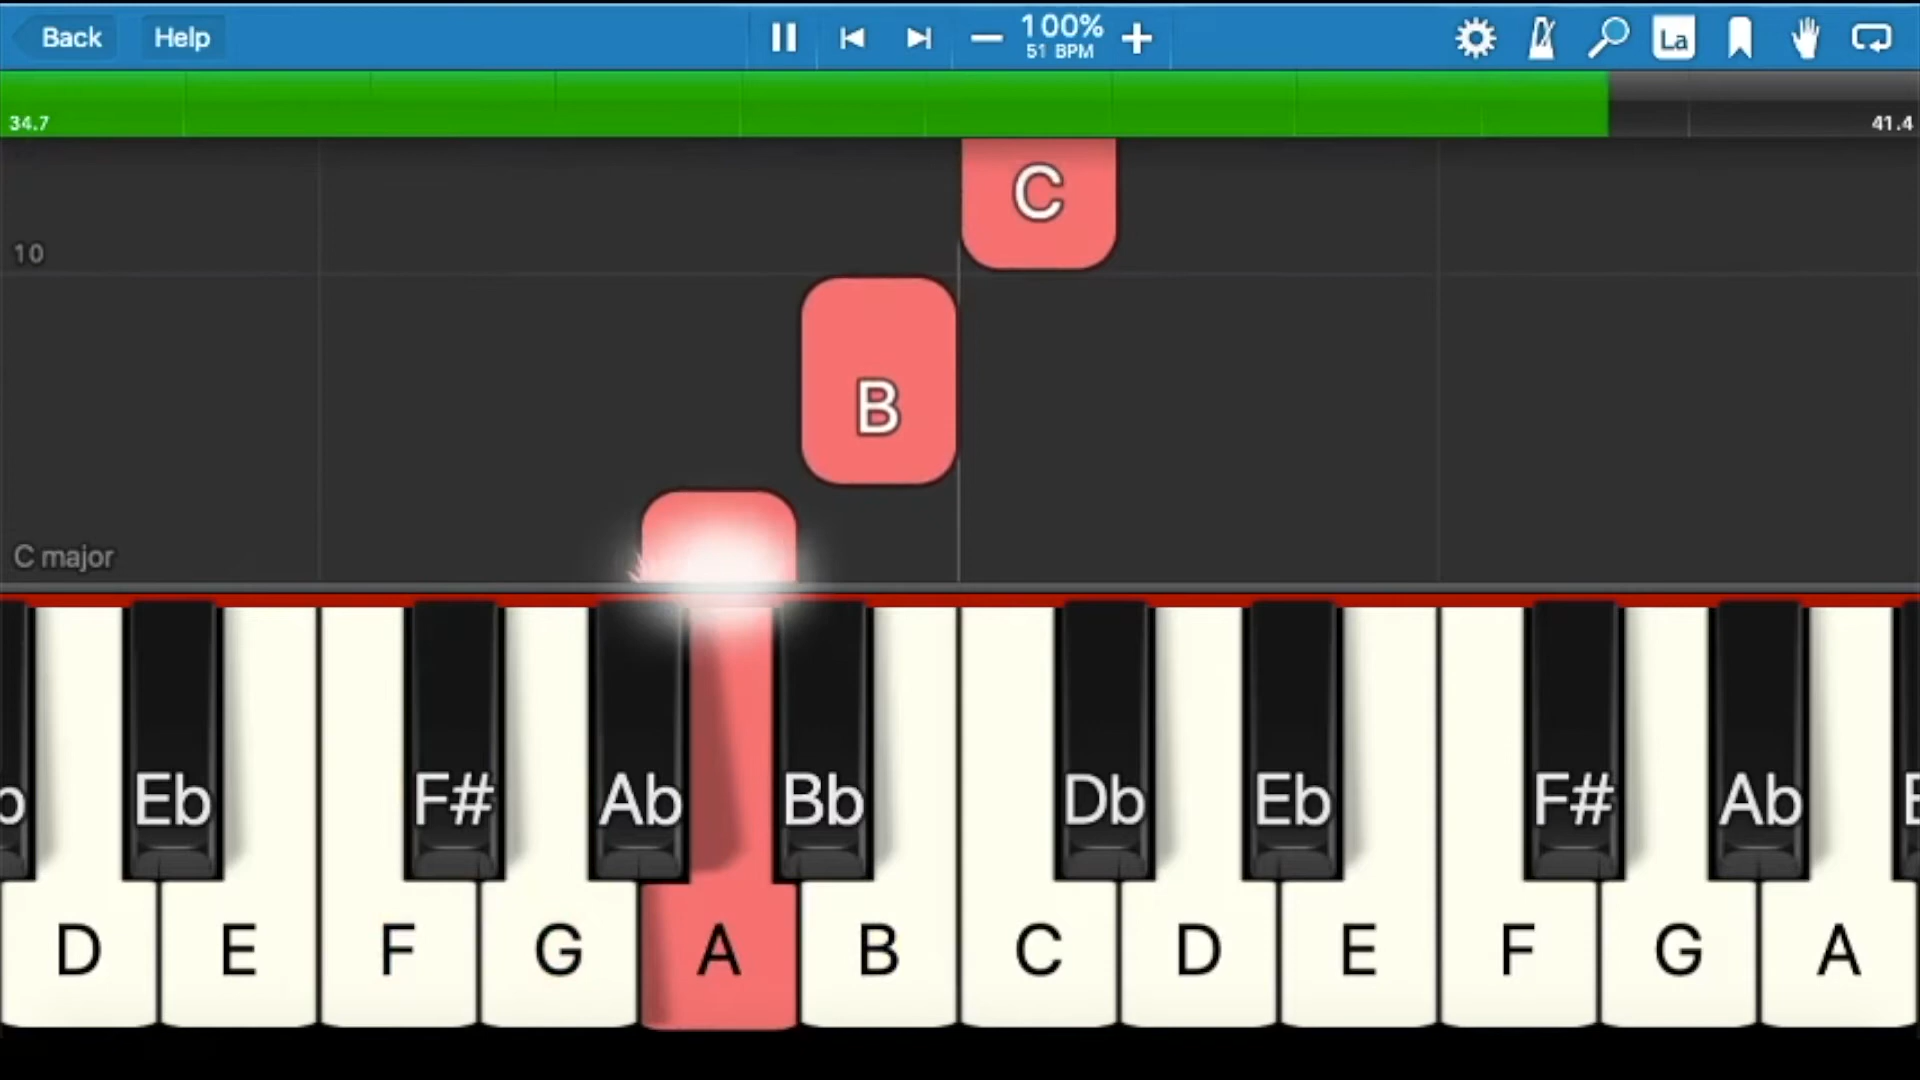 Back Help 100% La
51 BPM
34.7 41.4
C
10
B
C major
Eb F# Ab Bb Db Eb F# Ab
D E F G A B C D E F G A